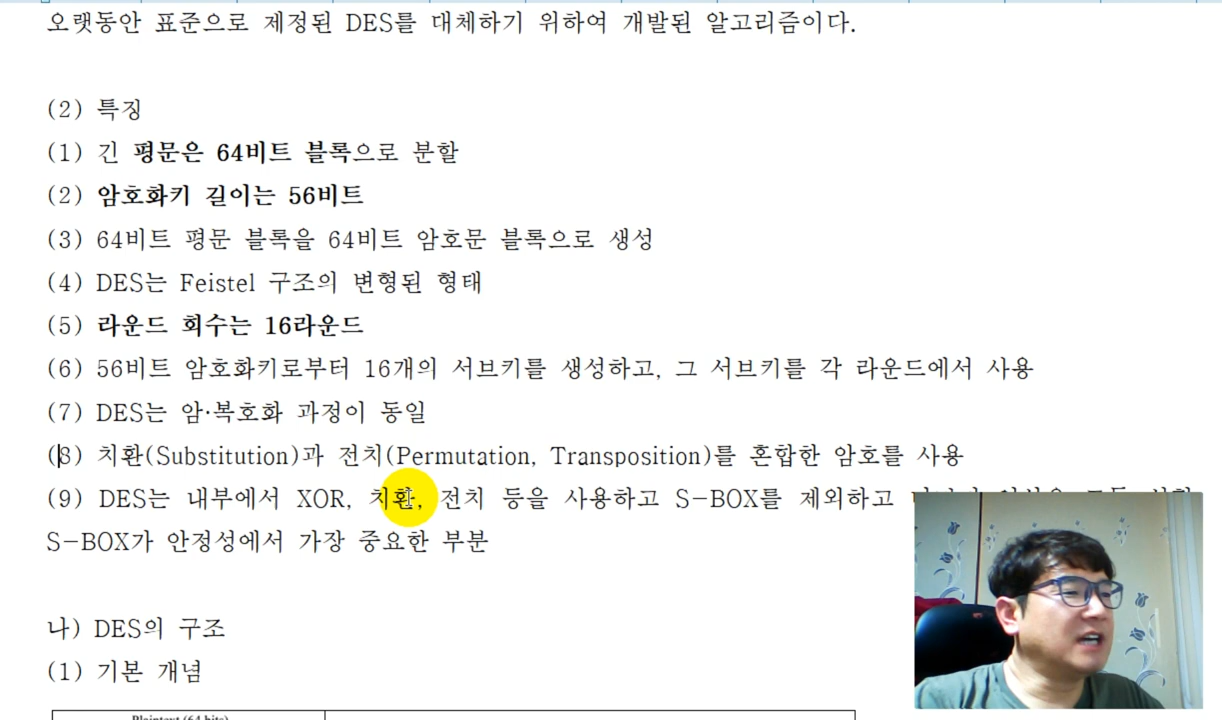 오랫동안 표준으로 제정된 DES를 대체하기 위하여 개발된 알고리즘이다.
(2) 특징
(1) 긴 평문은 64비트 블록으로 분할
(2) 암호화키 길이는 56비트
(3) 64비트 평문 블록을 64비트 암호문 블록으로 생성
(4) DES는 Feistel 구조의 변형된 형태
(5) 라운드 회수는 16라운드
(6) 56비트 암호화키로부터 16개의 서브키를 생성하고, 그 서브키를 각 라운드에서 사용
(7) DES는 암·복호화 과정이 동일
(8) 치환(Substitution)과 전치(Permutation, Transposition)를 혼합한 암호를 사용
(9) DES는 내부에서 XOR, 치환, 전치 등을 사용하고 S-BOX를 제외하고
S-BOX가 안정성에서 가장 중요한 부분
나) DES의 구조
(1) 기본 개념
Plaintext (64 bits)